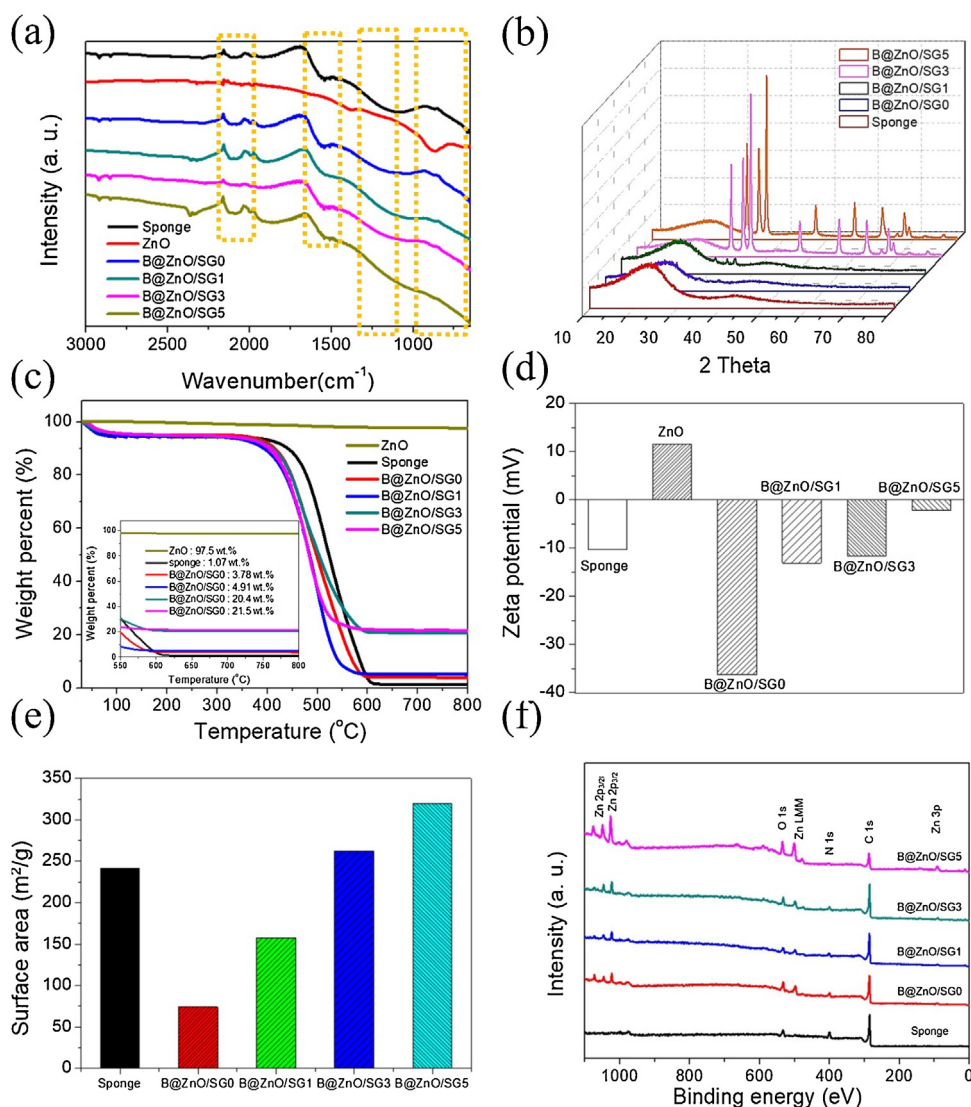 (a)
Intensity (a. u.)
Sponge
ZnO
B@ZnO/SG0
B@ZnO/SG1
B@ZnO/SG3
B@ZnO/SG5
3000 2500 2000 1500 1000
Wavenumber(cm-1)
(b)
B@ZnO/SG5
B@ZnO/SG3
B@ZnO/SG1
B@ZnO/SG0
Sponge
10 20 30 40 50 60 70 80
2 Theta
(c)
Weight percent (%)
100
80
60
40
20
0
ZnO
Sponge
B@ZnO/SG0
B@ZnO/SG1
B@ZnO/SG3
B@ZnO/SG5
Weight percent (%)
100
80
60
40
20
0
ZnO : 97.5 wt.%
sponge : 1.07 wt.%
B@ZnO/SG0 : 3.78 wt.%
B@ZnO/SG0 : 4.91 wt.%
B@ZnO/SG0 : 20.4 wt.%
B@ZnO/SG0 : 21.5 wt.%
550 600 650 700 750 800
Temperature (°C)
100 200 300 400 500 600 700 800
Temperature (°C)
(d)
Zeta potential (mV)
20
10
0
-10
-20
-30
-40
ZnO
B@ZnO/SG1
B@ZnO/SG5
Sponge
B@ZnO/SG3
B@ZnO/SG0
(e)
Surface area (m²/g)
350
300
250
200
150
100
50
0
Sponge B@ZnO/SG0 B@ZnO/SG1 B@ZnO/SG3 B@ZnO/SG5
(f)
Intensity (a. u.)
Zn 2p3/2
O 1s
Zn LMM
N 1s
C 1s
Zn 3p
B@ZnO/SG5
B@ZnO/SG3
B@ZnO/SG1
B@ZnO/SG0
Sponge
1000 800 600 400 200 0
Binding energy (eV)